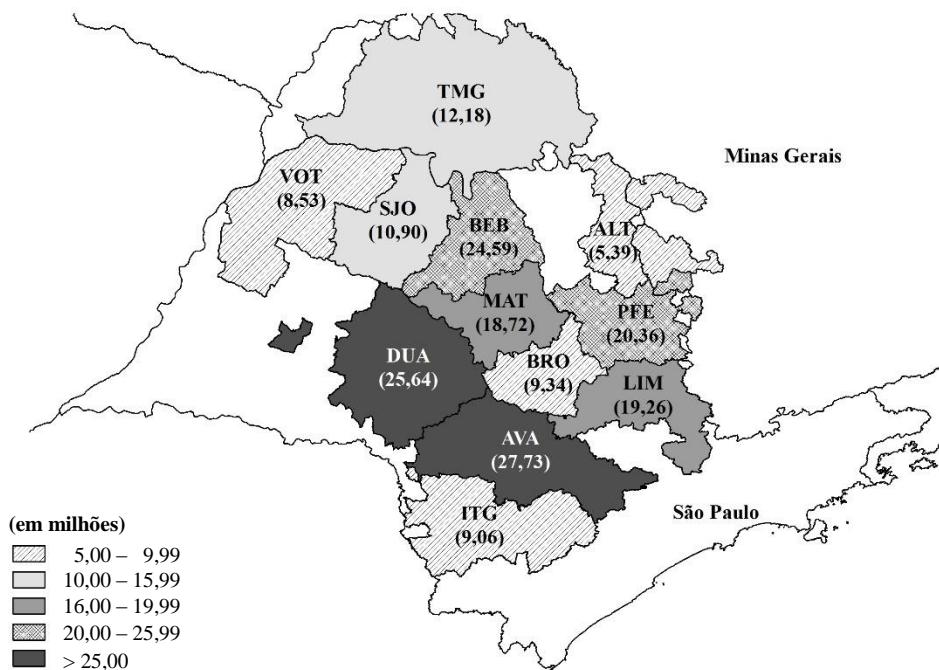 TMG
(12,18)
Minas Gerais
VOT
(8,53)
SJO
(10,90)
BEB
(24,59)
ALT
(5,39)
MAT
(18,72)
PFE
(20,36)
DUA
(25,64)
BRO
(9,34)
LIM
(19,26)
AVA
(27,73)
ITG
(9,06)
São Paulo
(em milhões)
5,00 – 9,99
10,00 – 15,99
16,00 – 19,99
20,00 – 25,99
> 25,00